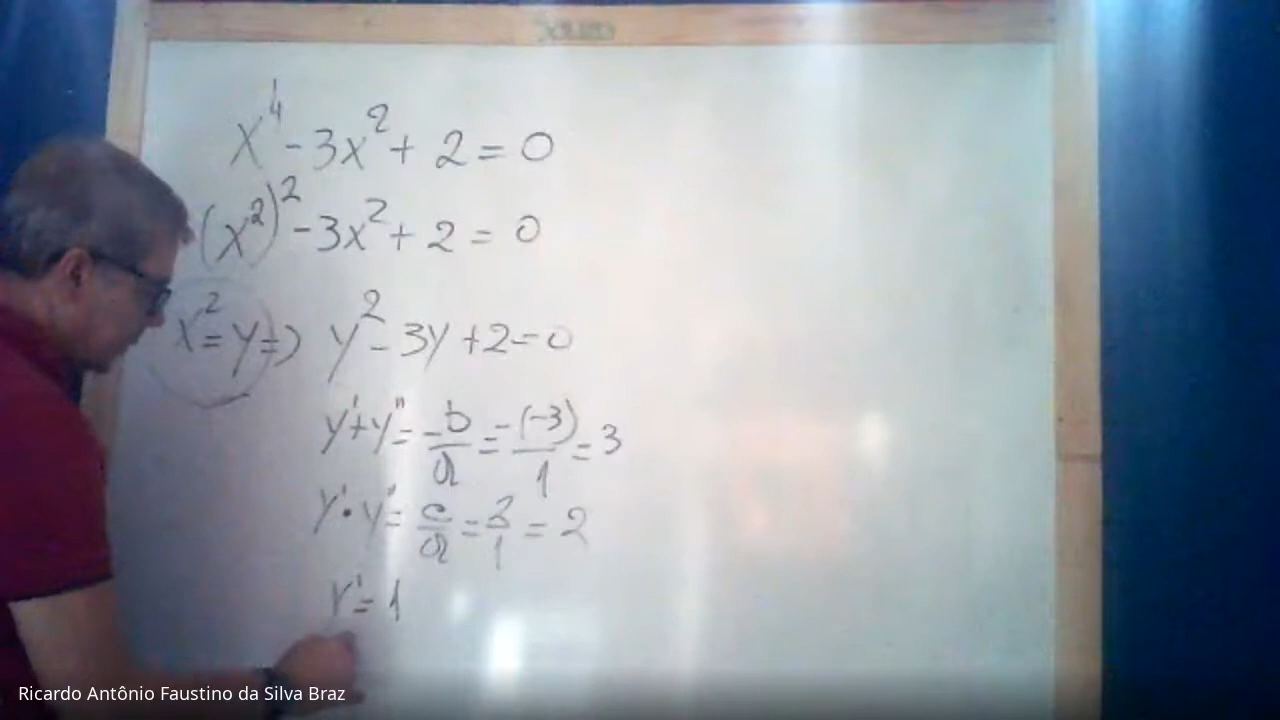 x⁴-3x²+2=0
(x²)²-3x²+2=0
x²=y=> y²-3y+2=0
y'+y"=-b/a=-(-3)/1=3
y'•y"=c/a=2/1=2
y'=1
Ricardo Antônio Faustino da Silva Braz